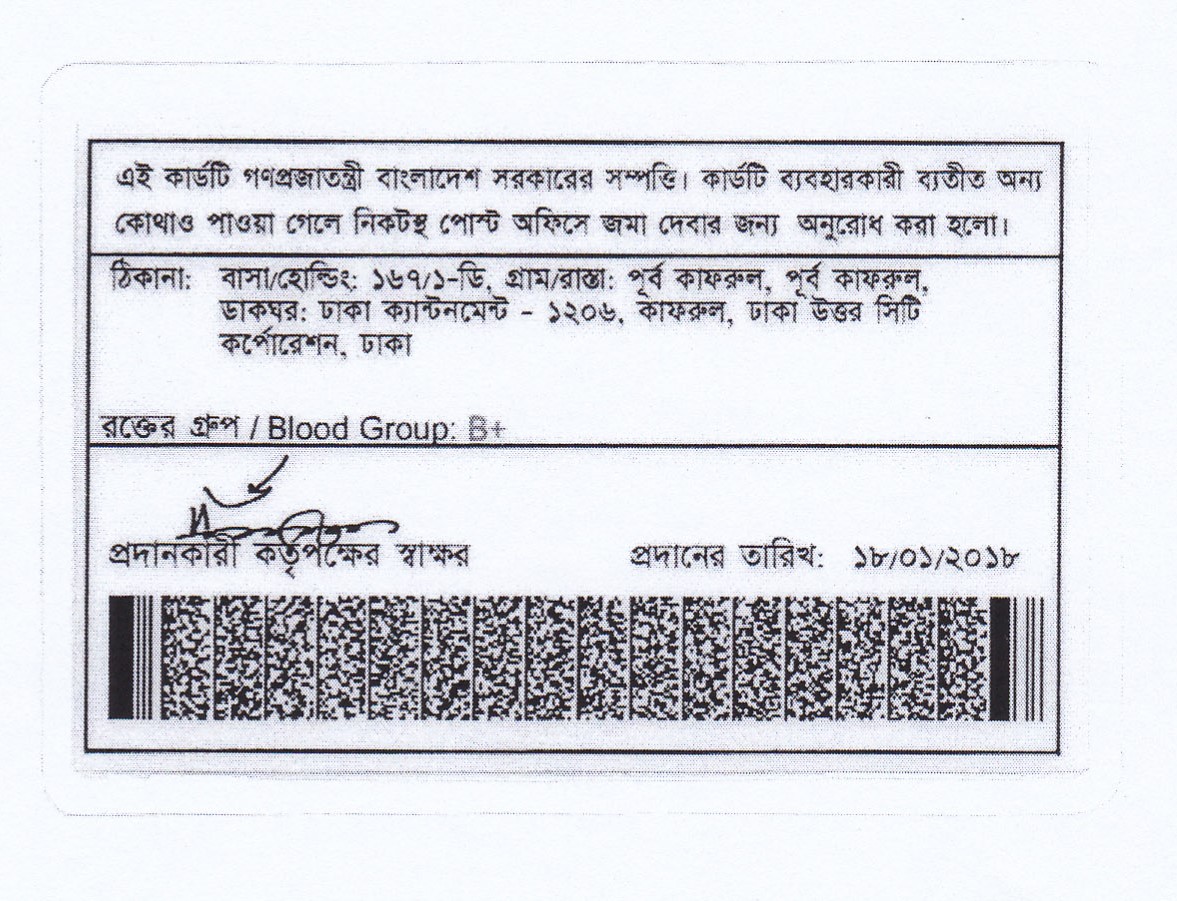 এই কার্ডটি গণপ্রজাতন্ত্রী বাংলাদেশ সরকারের সম্পত্তি। কার্ডটি ব্যবহারকারী ব্যতীত অন্য
কোথাও পাওয়া গেলে নিকটস্থ পোস্ট অফিসে জমা দেবার জন্য অনুরোধ করা হলো।
ঠিকানা: বাসা/হোল্ডিং: ১৬৭/১-ডি, গ্রাম/রাস্তা: পূর্ব কাফরুল, পূর্ব কাফরুল,
ডাকঘর: ঢাকা ক্যান্টনমেন্ট - ১২০৬, কাফরুল, ঢাকা উত্তর সিটি
কর্পোরেশন, ঢাকা
রক্তের গ্রুপ / Blood Group: B+
প্রদানকারী কর্তৃপক্ষের স্বাক্ষর প্রদানের তারিখ: ১৮/০১/২০১৮